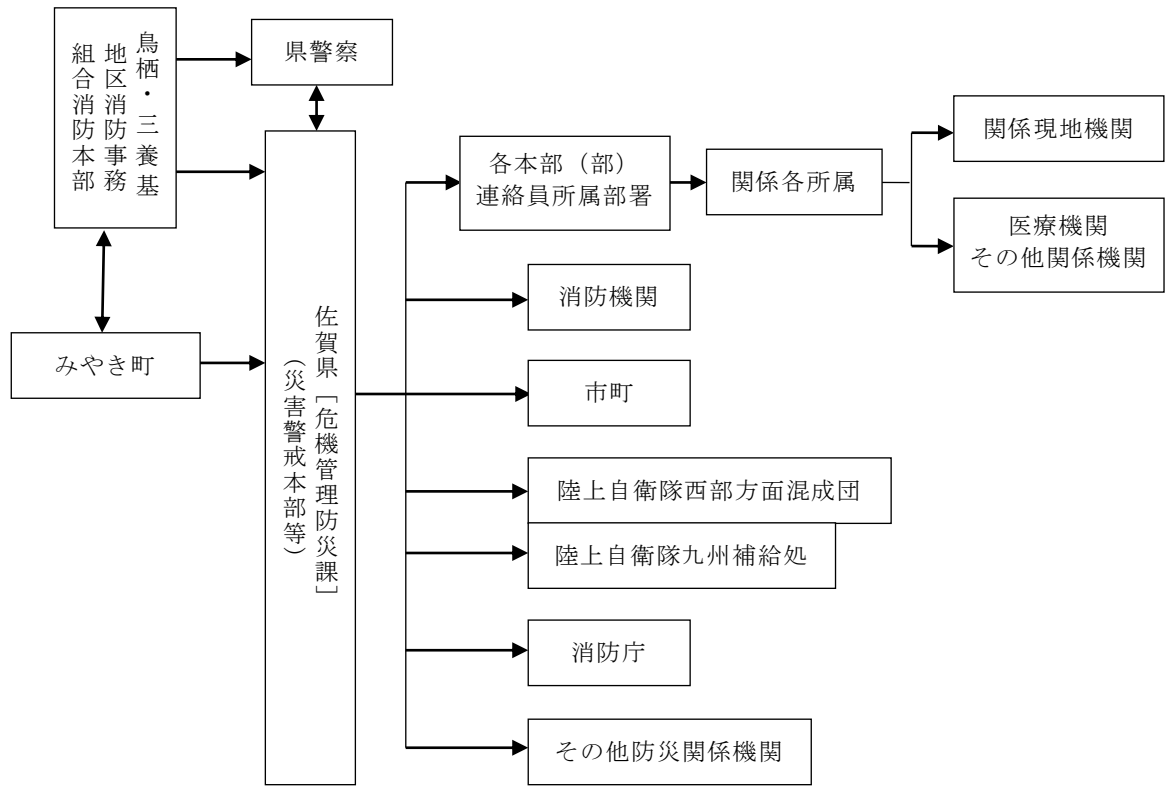 鳥栖・三養基
地区消防事務
組合消防本部
県警察
みやき町
佐賀県［危機管理防災課］
（災害警戒本部等）
各本部（部）
連絡員所属部署
関係各所属
関係現地機関
医療機関
その他関係機関
消防機関
市町
陸上自衛隊西部方面混成団
陸上自衛隊九州補給処
消防庁
その他防災関係機関